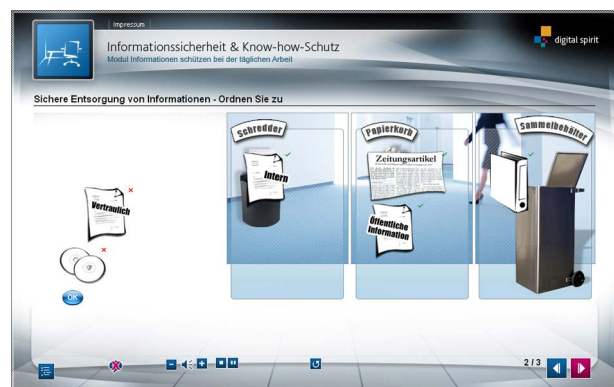 Impressum
Informationssicherheit & Know-how-Schutz
Modul Informationen schützen bei der täglichen Arbeit
digital spirit
Sichere Entsorgung von Informationen - Ordnen Sie zu
Schredder
Papierkorb
Sammelbehälter
Intern
Zeitungsartikel
Vertraulich
Öffentliche
Information
OK
2 / 3